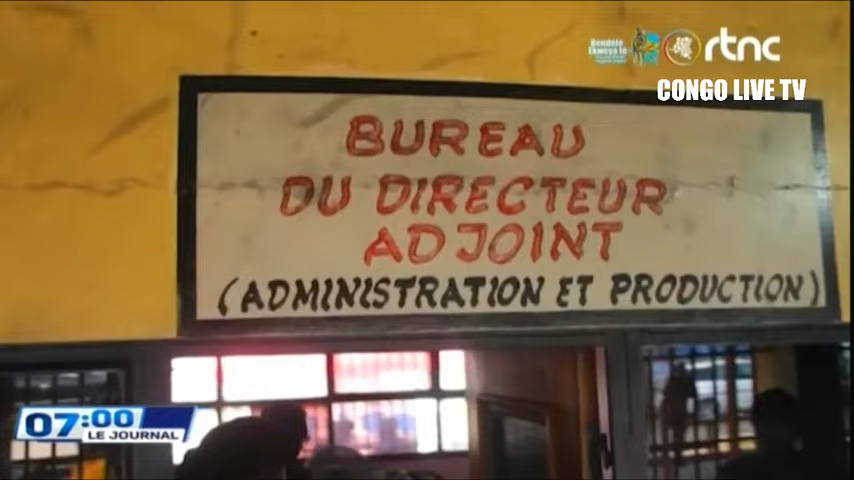 rtnc
CONGO LIVE TV
BUREAU
DU DIRECTEUR
ADJOINT
(ADMINISTRATION ET PRODUCTION)
07:00
LE JOURNAL